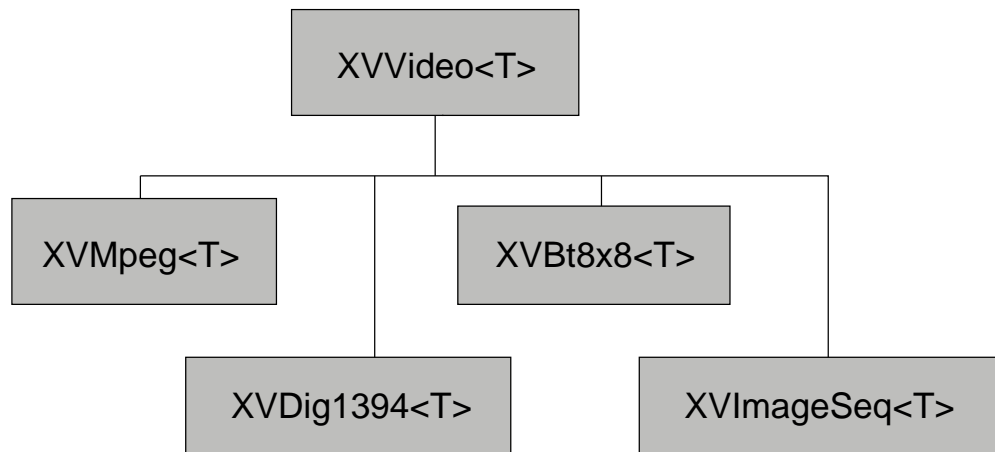 XVVideo<T>
XVMpeg<T>
XVBt8x8<T>
XVDig1394<T>
XVImageSeq<T>